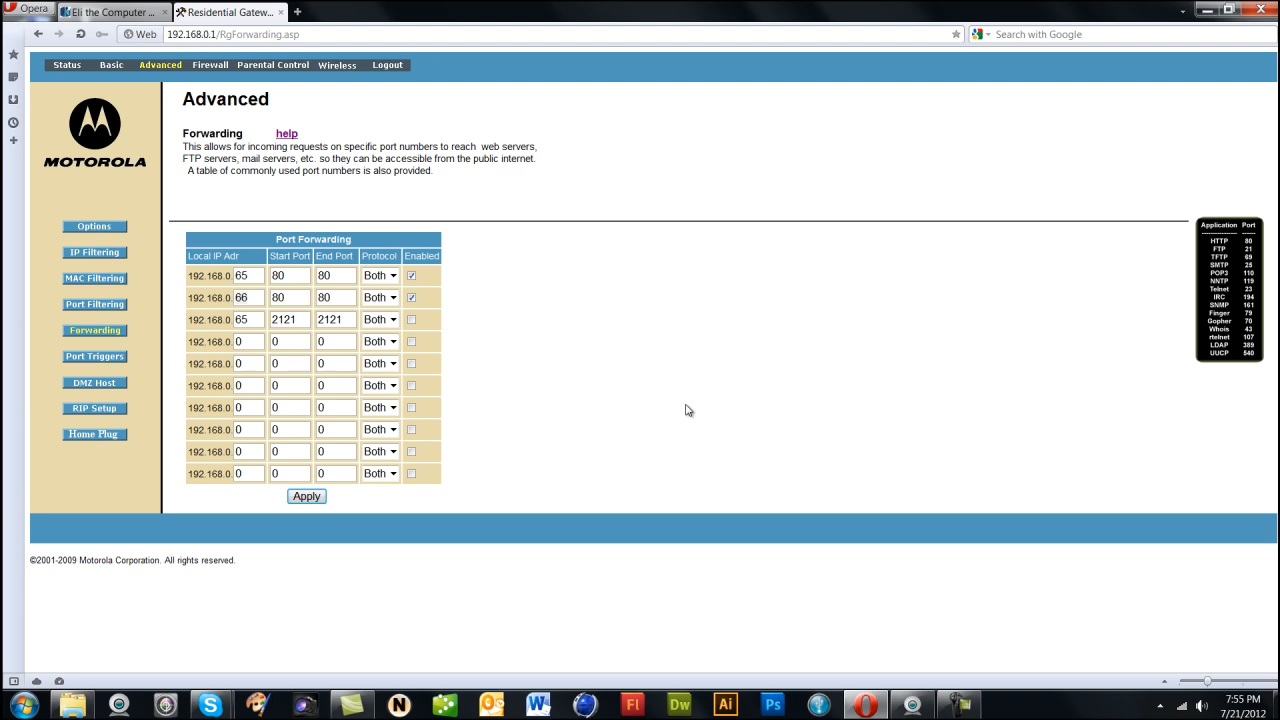 Opera
Eli the Computer ...
Residential Gatew...
Web
192.168.0.1/RgForwarding.asp
Search with Google
Status Basic Advanced Firewall Parental Control Wireless Logout
MOTOROLA
Options
IP Filtering
MAC Filtering
Port Filtering
Forwarding
Port Triggers
DMZ Host
RIP Setup
Home Plug
Advanced
Forwarding help
This allows for incoming requests on specific port numbers to reach web servers,
FTP servers, mail servers, etc. so they can be accessible from the public internet.
A table of commonly used port numbers is also provided.
Port Forwarding
Local IP Adr Start Port End Port Protocol Enabled
192.168.0. 65 80 80 Both
192.168.0. 66 80 80 Both
192.168.0. 65 2121 2121 Both
192.168.0. 0 0 0 Both
192.168.0. 0 0 0 Both
192.168.0. 0 0 0 Both
192.168.0. 0 0 0 Both
192.168.0. 0 0 0 Both
192.168.0. 0 0 0 Both
192.168.0. 0 0 0 Both
Apply
Application Port
------------- ------
HTTP 80
FTP 21
TFTP 69
SMTP 25
POP3 110
NNTP 119
Telnet 23
IRC 194
SNMP 161
Finger 79
Gopher 70
Whois 43
rtelnet 107
LDAP 389
UUCP 540
©2001-2009 Motorola Corporation. All rights reserved.
S
N
W
Fl
Dw
Ai
Ps
7:55 PM
7/21/2012